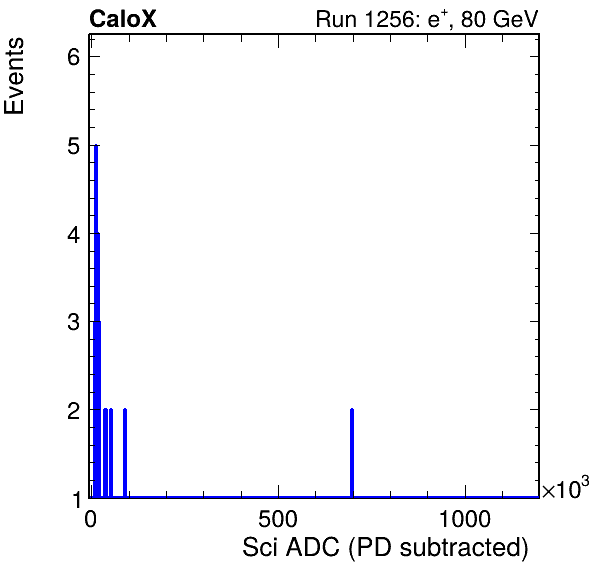 CaloX Run 1256: e⁺, 80 GeV
Events
6
5
4
3
2
1
×10³
0 500 1000
Sci ADC (PD subtracted)